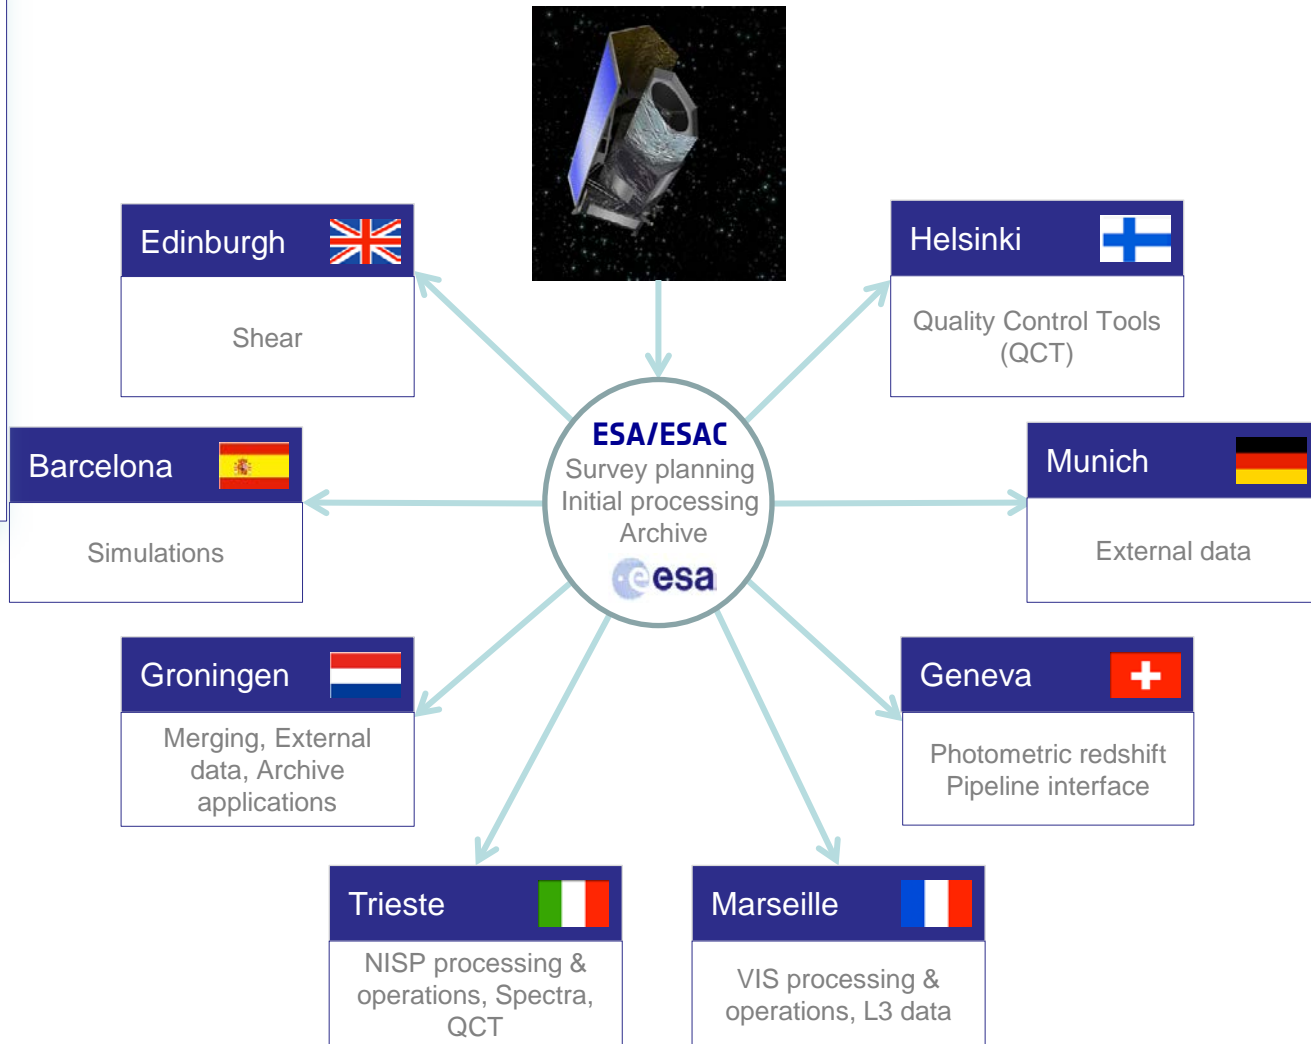 Edinburgh
Shear
Helsinki
Quality Control Tools
(QCT)
ESA/ESAC
Survey planning
Initial processing
Archive
esa
Barcelona
Simulations
Munich
External data
Groningen
Merging, External
data, Archive
applications
Geneva
Photometric redshift
Pipeline interface
Trieste
NISP processing &
operations, Spectra,
QCT
Marseille
VIS processing &
operations, L3 data